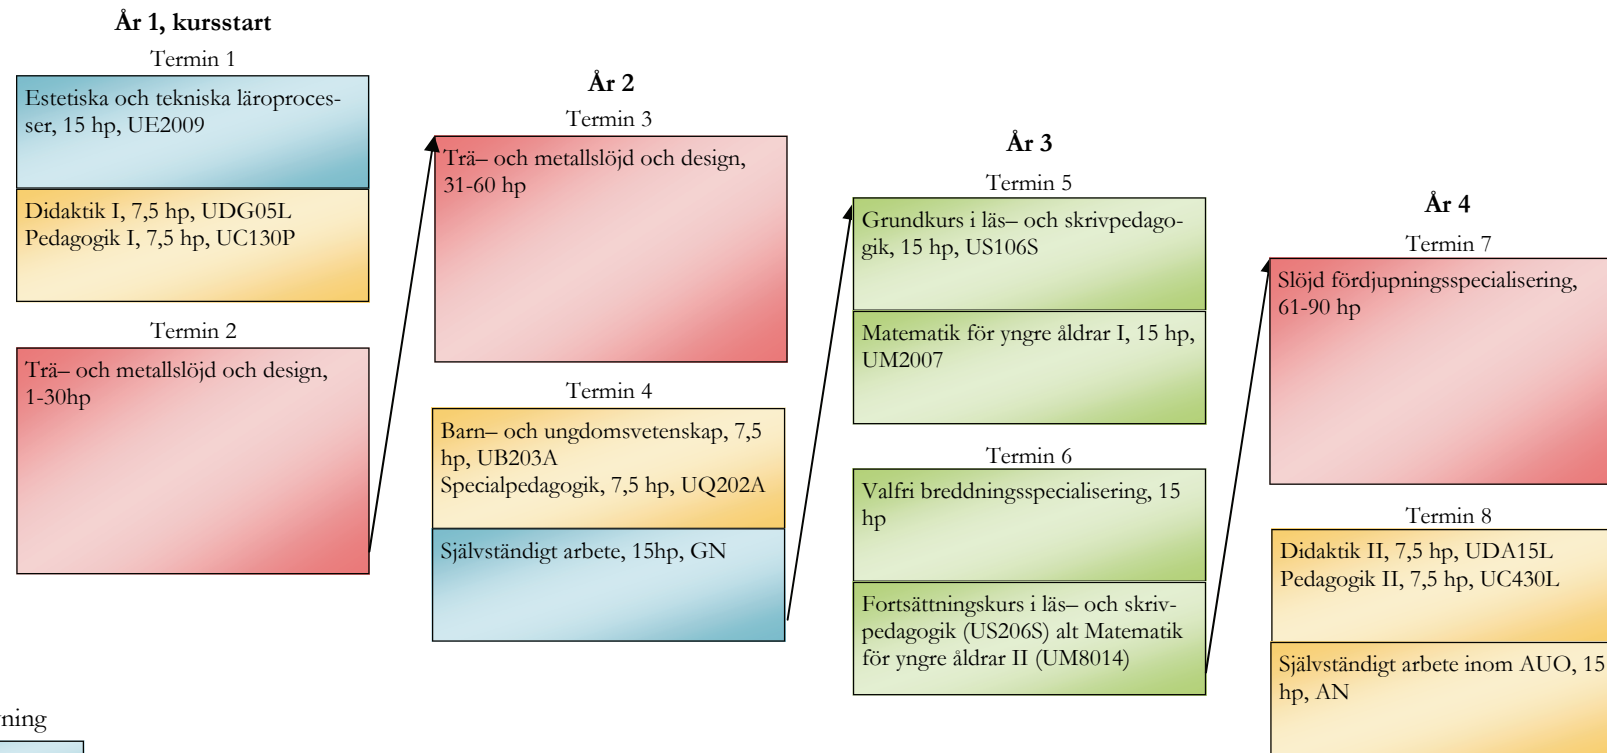 År 1, kursstart
Termin 1
Estetiska och tekniska läroproces-
ser, 15 hp, UE2009
Didaktik I, 7,5 hp, UDG05L
Pedagogik I, 7,5 hp, UC130P
Termin 2
Trä– och metallslöjd och design,
1-30hp
År 2
Termin 3
Trä– och metallslöjd och design,
31-60 hp
Termin 4
Barn– och ungdomsvetenskap, 7,5
hp, UB203A
Specialpedagogik, 7,5 hp, UQ202A
Självständigt arbete, 15hp, GN
År 3
Termin 5
Grundkurs i läs– och skrivpedago-
gik, 15 hp, US106S
Matematik för yngre åldrar I, 15 hp,
UM2007
Termin 6
Valfri breddningsspecialisering, 15
hp
Fortsättningskurs i läs– och skriv-
pedagogik (US206S) alt Matematik
för yngre åldrar II (UM8014)
År 4
Termin 7
Slöjd fördjupningsspecialisering,
61-90 hp
Termin 8
Didaktik II, 7,5 hp, UDA15L
Pedagogik II, 7,5 hp, UC430L
Självständigt arbete inom AUO, 15
hp, AN